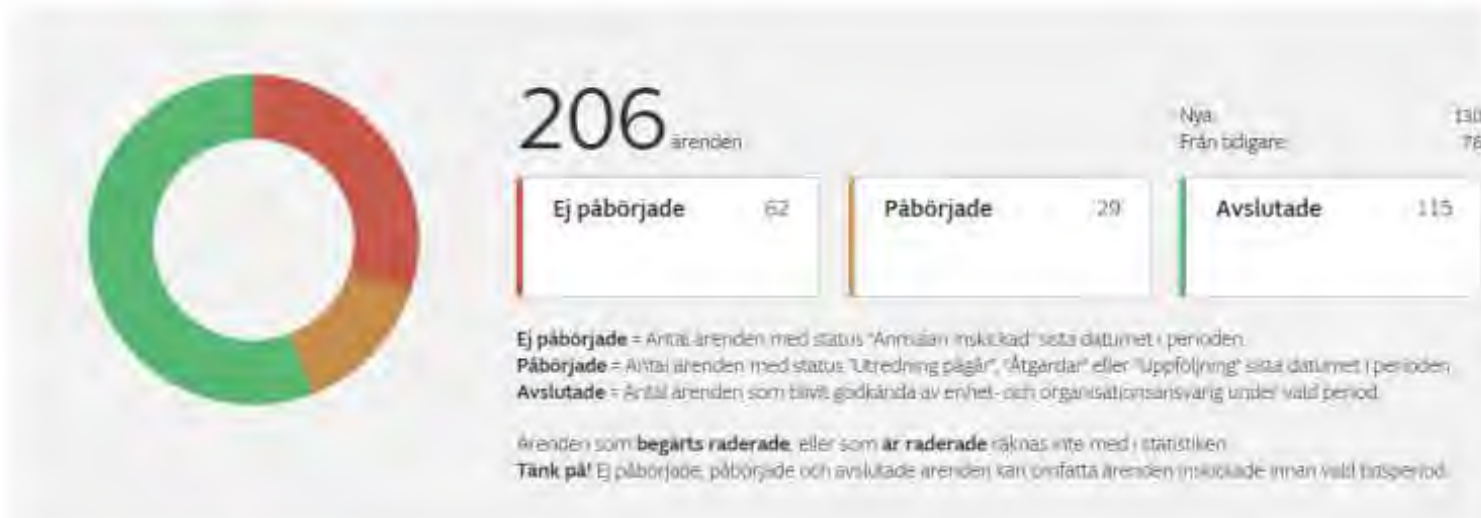 206 ärenden
Nya: 130
Från tidigare: 76
Ej påbörjade 62
Påbörjade 29
Avslutade 115
Ej påbörjade = Antal ärenden med status "Anmälan inskickad" sista datumet i perioden.
Påbörjade = Antal ärenden med status "Utredning pågår", "Åtgärdar" eller "Uppföljning" sista datumet i perioden.
Avslutade = Antal ärenden som blivit godkända av enhet- och organisationsansvarig under vald period.
Ärenden som begärts raderade, eller som är raderade räknas inte med i statistiken.
Tänk på! Ej påbörjade, påbörjade och avslutade ärenden kan omfatta ärenden inskickade innan vald tidsperiod.